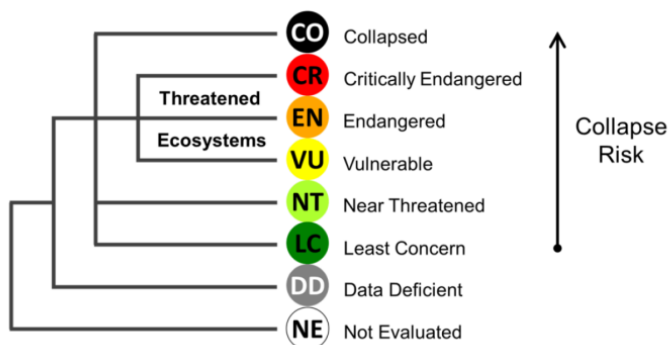 CO Collapsed
CR Critically Endangered
Threatened
EN Endangered
Ecosystems
VU Vulnerable
NT Near Threatened
LC Least Concern
DD Data Deficient
NE Not Evaluated
Collapse
Risk